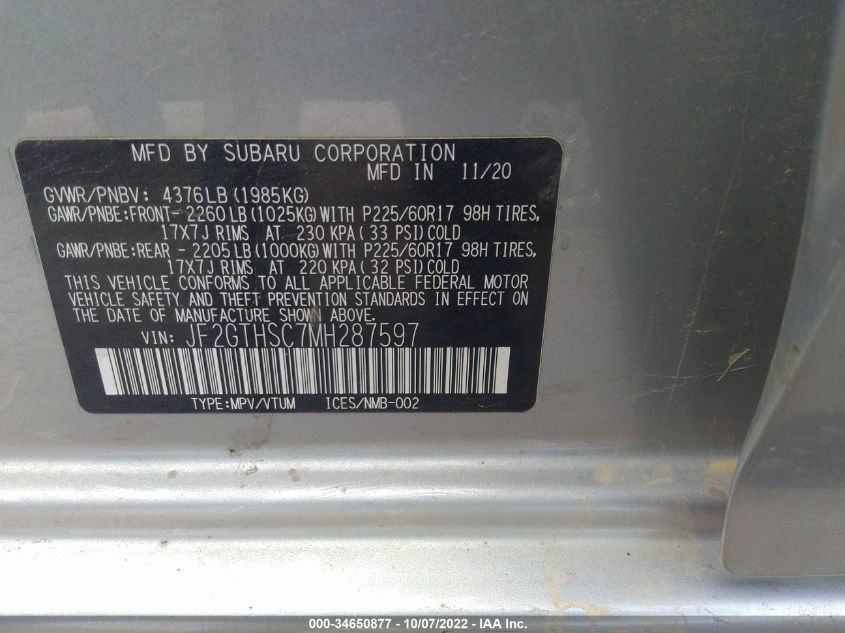 MFD BY SUBARU CORPORATION
MFD IN 11/20
GVWR/PNBV: 4376LB(1985KG)
GAWR/PNBE:FRONT- 2260LB(1025KG)WITH P225/60R17 98H TIRES,
17X7J RIMS AT 230 KPA(33 PSI)COLD
GAWR/PNBE:REAR - 2205LB(1000KG)WITH P225/60R17 98H TIRES,
17X7J RIMS AT 220 KPA(32 PSI)COLD
THIS VEHICLE CONFORMS TO ALL APPLICABLE FEDERAL MOTOR
VEHICLE SAFETY AND THEFT PREVENTION STANDARDS IN EFFECT ON
THE DATE OF MANUFACTURE SHOWN ABOVE.
VIN: JF2GTHSC7MH287597
TYPE:MPV/VTUM ICES/NMB-002
000-34650877 - 10/07/2022 - IAA Inc.